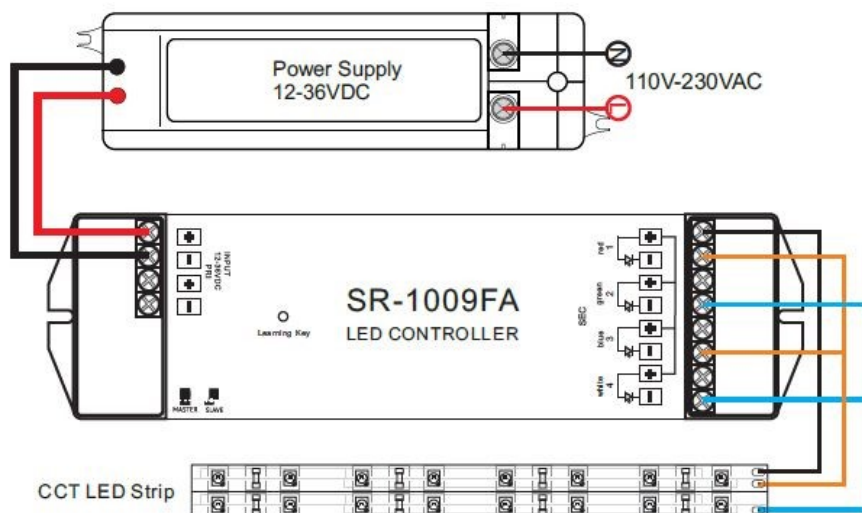 Power Supply
12-36VDC
N
110V-230VAC
L
+
−
+
−
INPUT
12-36VDC
PRI
Learning Key
SR-1009FA
LED CONTROLLER
SEC
red
1
+
−
green
2
+
−
blue
3
+
−
white
4
+
−
MASTER
SLAVE
CCT LED Strip